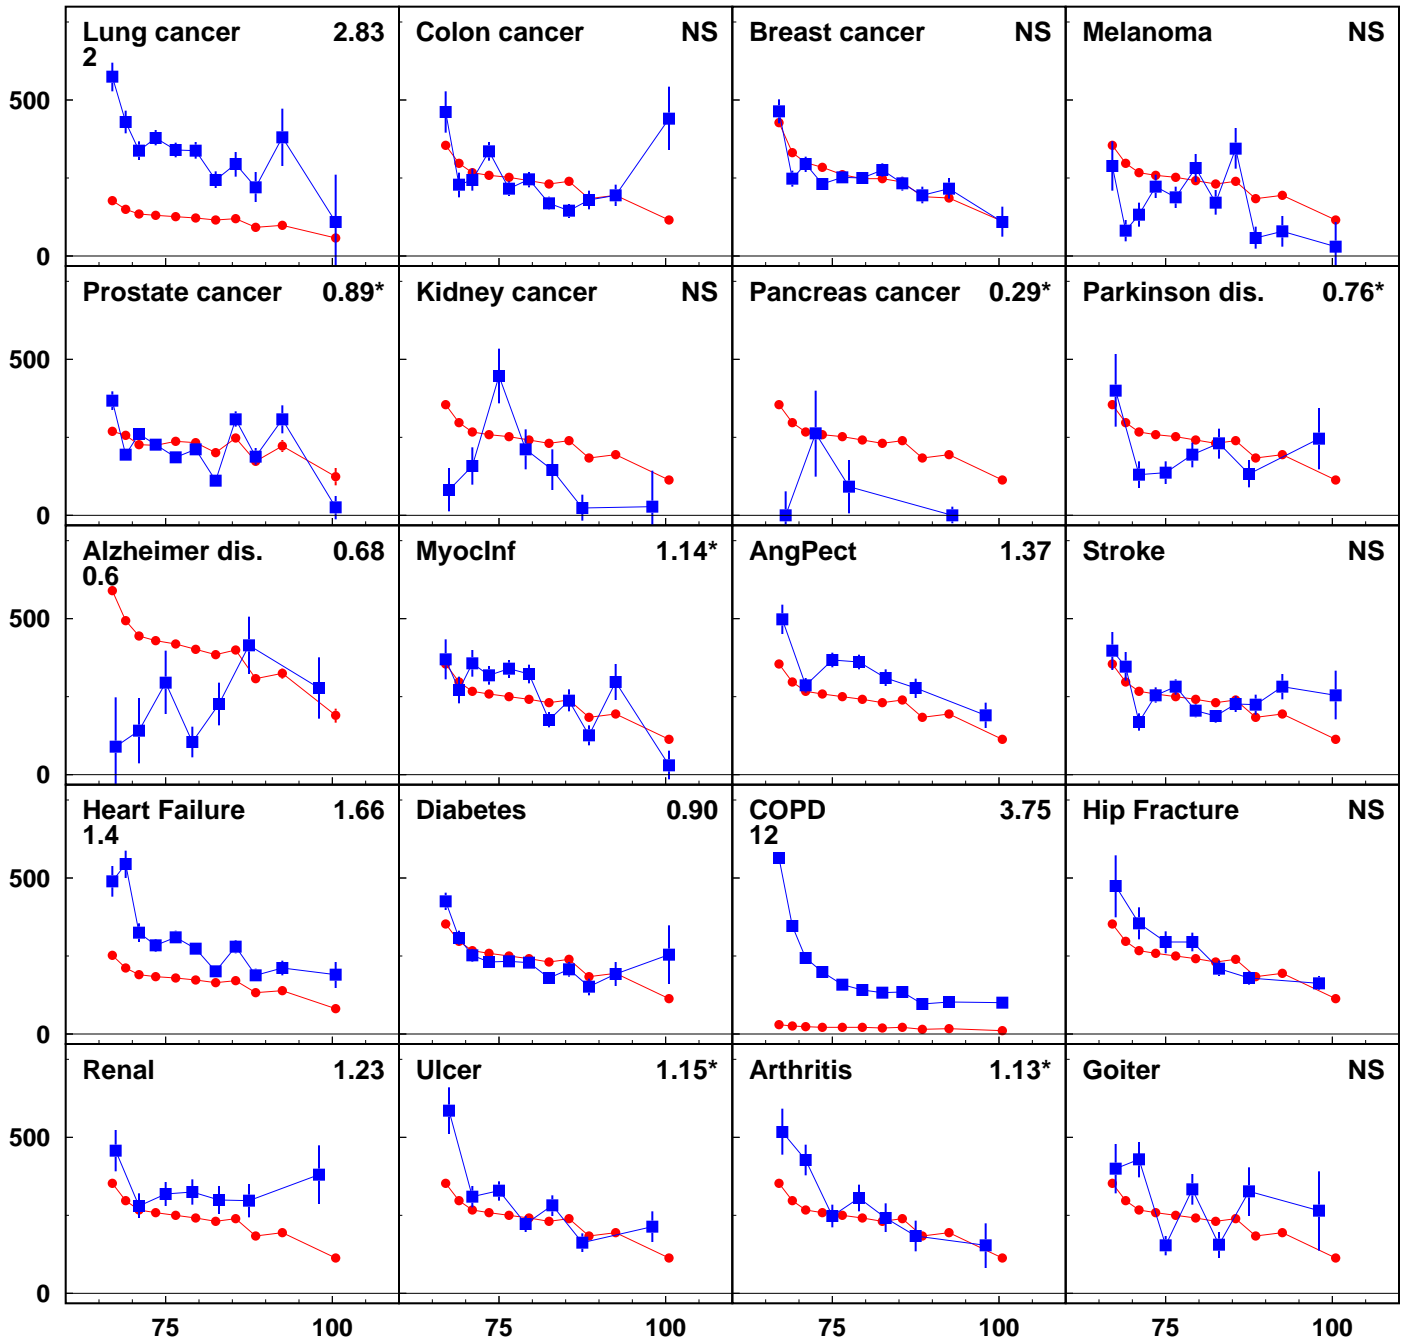 Lung cancer 2.83 Colon cancer NS Breast cancer NS Melanoma NS
2
500
0
Prostate cancer 0.89* Kidney cancer NS Pancreas cancer 0.29* Parkinson dis. 0.76*
500
0
Alzheimer dis. 0.68 MyocInf 1.14* AngPect 1.37 Stroke NS
0.6
500
0
Heart Failure 1.66 Diabetes 0.90 COPD 3.75 Hip Fracture NS
1.4 12
500
0
Renal 1.23 Ulcer 1.15* Arthritis 1.13* Goiter NS
500
0
75 100 75 100 75 100 75 100